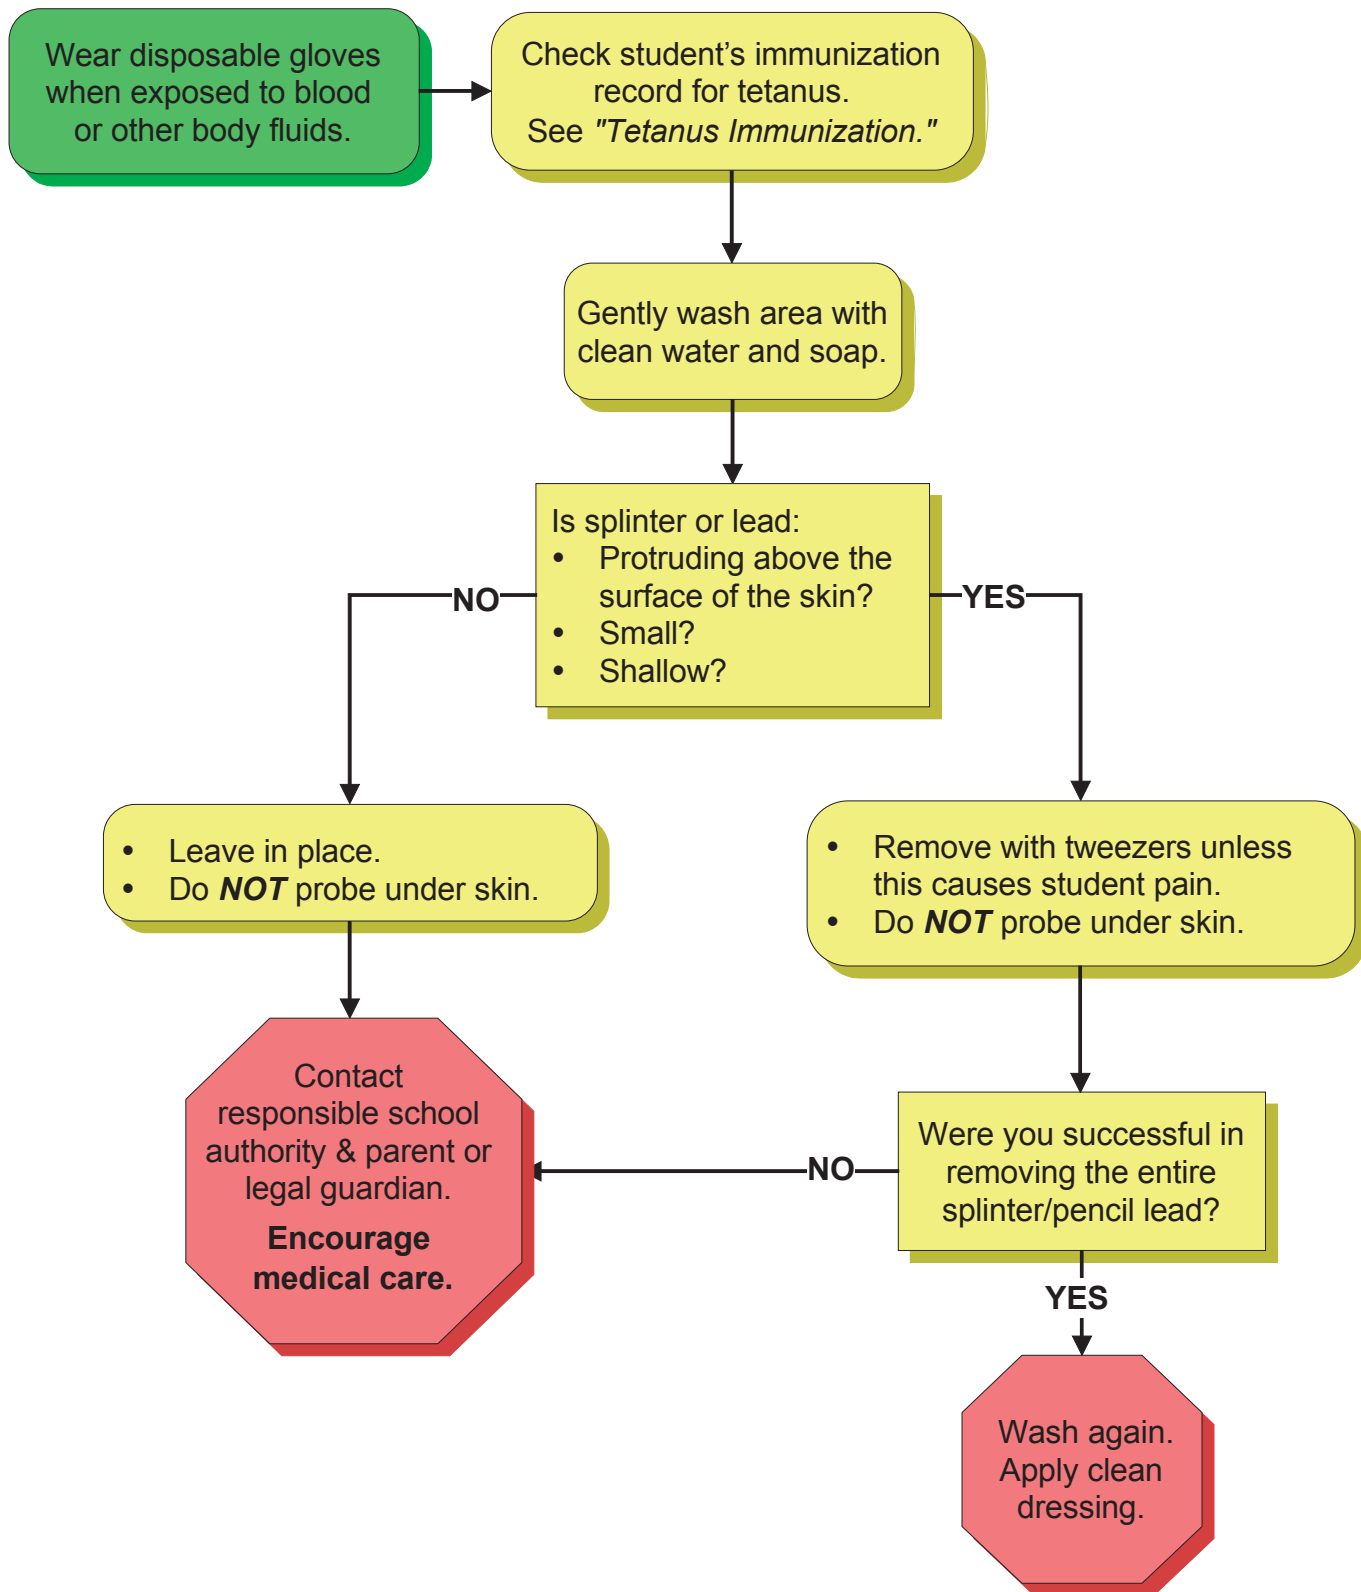 Wear disposable gloves
when exposed to blood
or other body fluids.
Check student’s immunization
record for tetanus.
See "Tetanus Immunization."
Gently wash area with
clean water and soap.
Is splinter or lead:
• Protruding above the
surface of the skin?
• Small?
• Shallow?
NO
YES
• Leave in place.
• Do NOT probe under skin.
• Remove with tweezers unless
this causes student pain.
• Do NOT probe under skin.
Contact
responsible school
authority & parent or
legal guardian.
Encourage
medical care.
NO
Were you successful in
removing the entire
splinter/pencil lead?
YES
Wash again.
Apply clean
dressing.